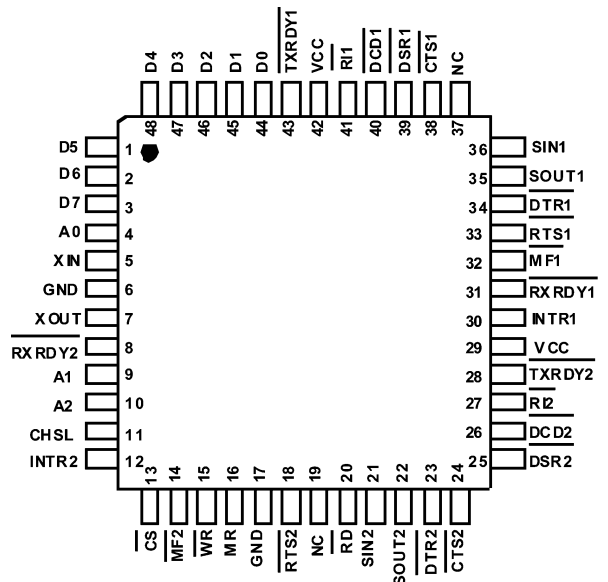 D4 D3 D2 D1 D0 TXRDY1 VCC RI1 DCD1 DSR1 CTS1 NC
48 47 46 45 44 43 42 41 40 39 38 37
D5 1 36 SIN1
D6 2 35 SOUT1
D7 3 34 DTR1
A0 4 33 RTS1
XIN 5 32 MF1
GND 6 31 RXRDY1
XOUT 7 30 INTR1
RXRDY2 8 29 VCC
A1 9 28 TXRDY2
A2 10 27 RI2
CHSL 11 26 DCD2
INTR2 12 25 DSR2
13 14 15 16 17 18 19 20 21 22 23 24
CS MF2 WR MR GND RTS2 NC RD SIN2 SOUT2 DTR2 CTS2